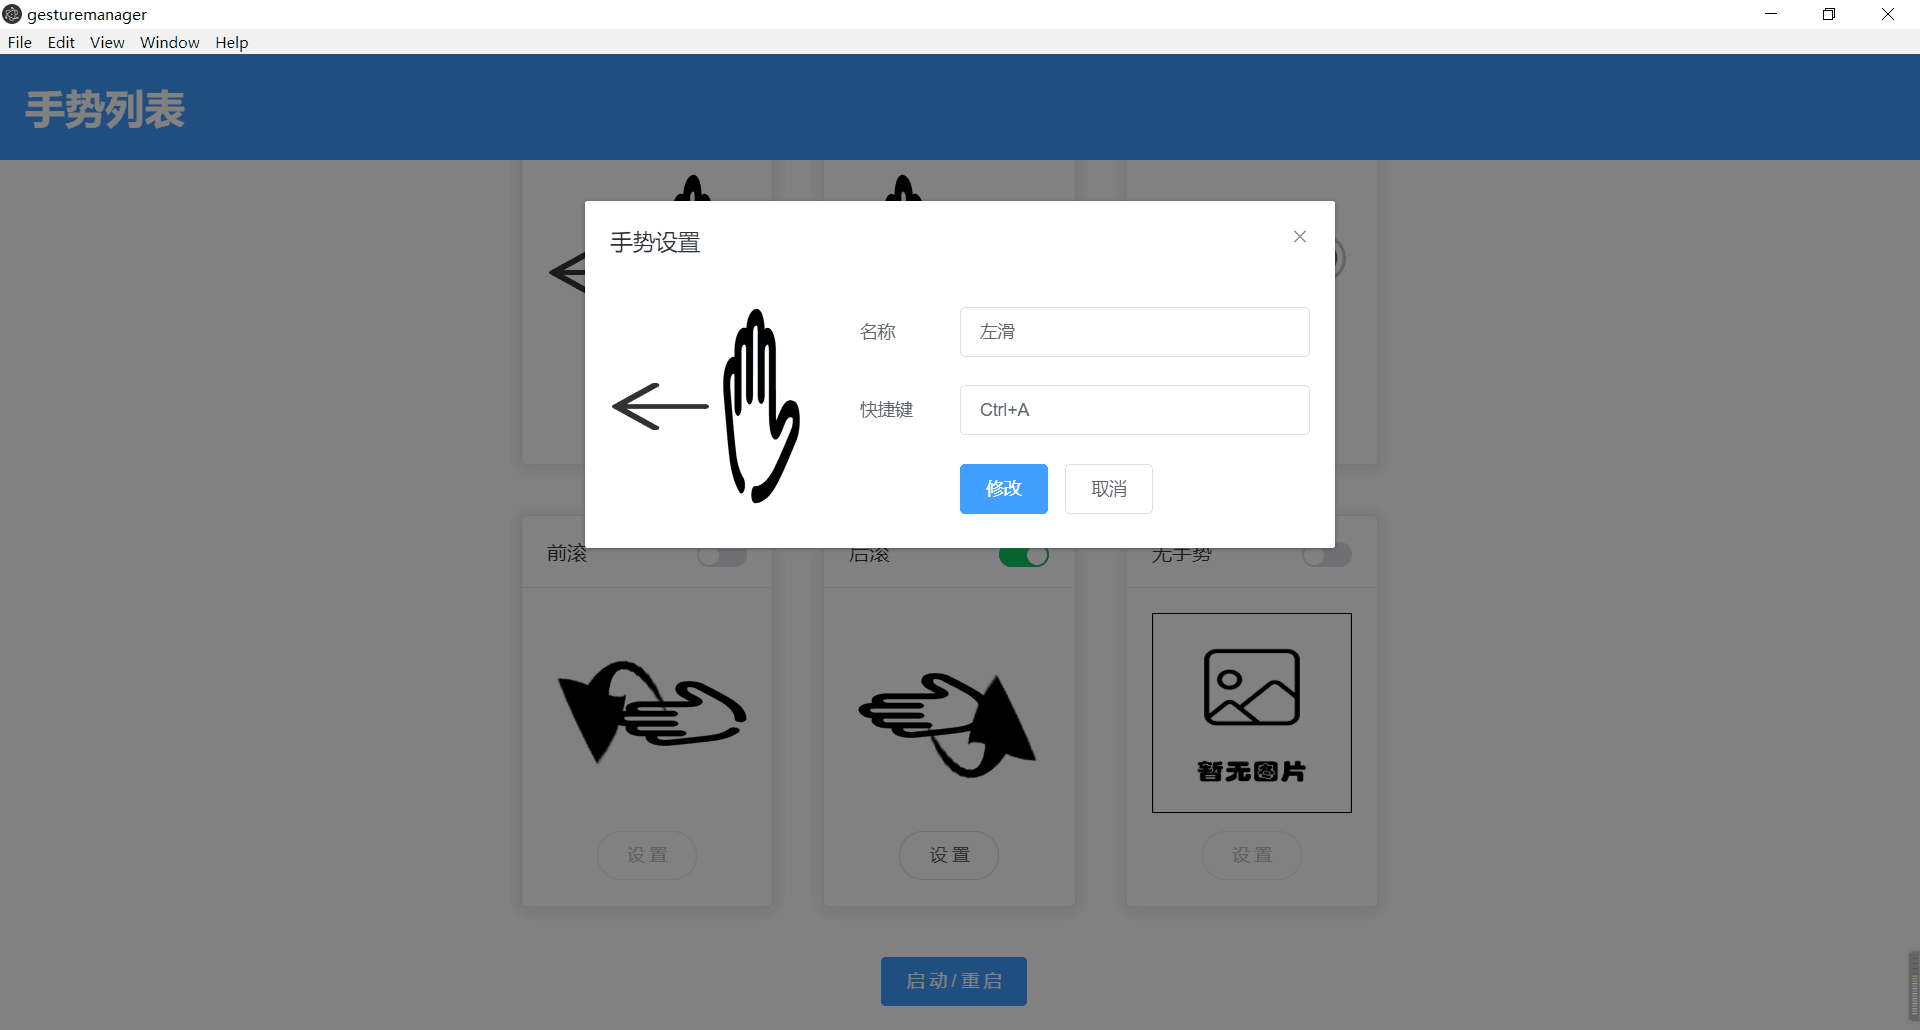 gesturemanager
File Edit View Window Help
手势列表
手势设置
名称 左滑
快捷键 Ctrl+A
修改 取消
前滚 后滚 无手势
暂无图片
设置 设置 设置
启动/重启